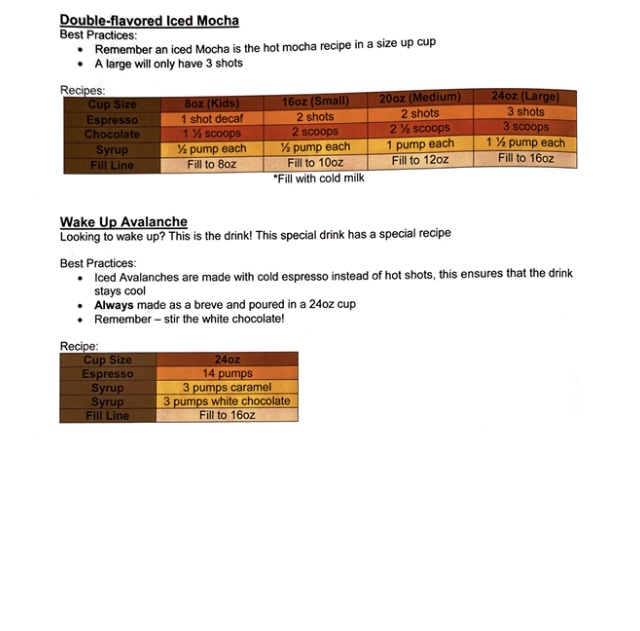 Double-flavored Iced Mocha
Best Practices:
• Remember an iced Mocha is the hot mocha recipe in a size up cup
• A large will only have 3 shots
Recipes:
Cup Size 8oz (Kids) 16oz (Small) 20oz (Medium) 24oz (Large)
Espresso 1 shot decaf 2 shots 2 shots 3 shots
Chocolate 1 ½ scoops 2 scoops 2 ½ scoops 3 scoops
Syrup ½ pump each ½ pump each 1 pump each 1 ½ pump each
Fill Line Fill to 8oz Fill to 10oz Fill to 12oz Fill to 16oz
*Fill with cold milk
Wake Up Avalanche
Looking to wake up? This is the drink! This special drink has a special recipe
Best Practices:
• Iced Avalanches are made with cold espresso instead of hot shots, this ensures that the drink
stays cool
• Always made as a breve and poured in a 24oz cup
• Remember – stir the white chocolate!
Recipe:
Cup Size 24oz
Espresso 14 pumps
Syrup 3 pumps caramel
Syrup 3 pumps white chocolate
Fill Line Fill to 16oz